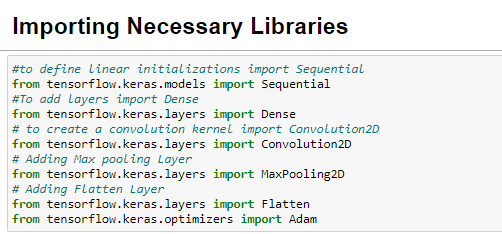 Importing Necessary Libraries
#to define linear initializations import Sequential
from tensorflow.keras.models import Sequential
#To add layers import Dense
from tensorflow.keras.layers import Dense
# to create a convolution kernel import Convolution2D
from tensorflow.keras.layers import Convolution2D
# Adding Max pooling Layer
from tensorflow.keras.layers import MaxPooling2D
# Adding Flatten Layer
from tensorflow.keras.layers import Flatten
from tensorflow.keras.optimizers import Adam